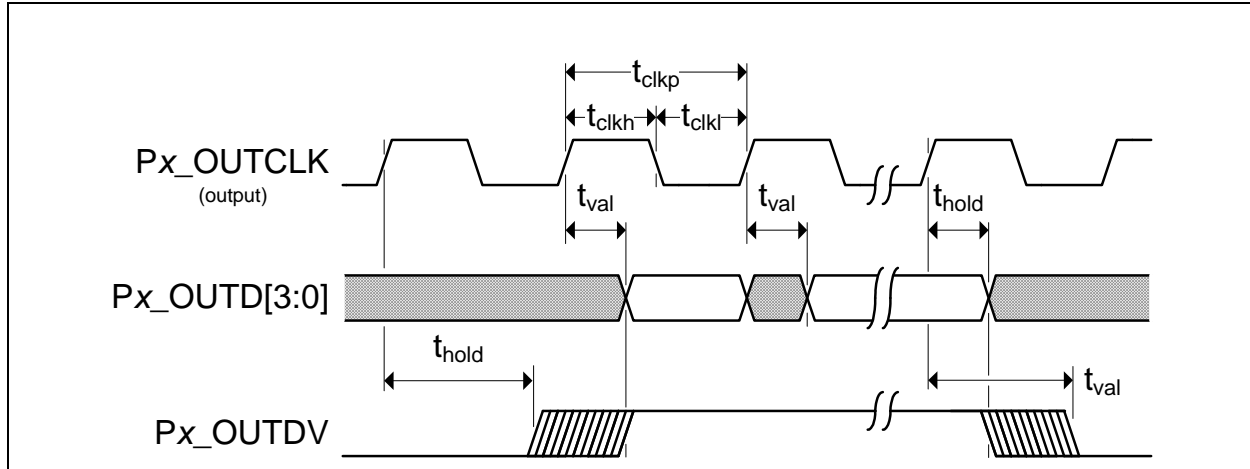 tclkp
tclkh tclkl
Px_OUTCLK
(output)
tval tval thold
Px_OUTD[3:0]
thold
tval
Px_OUTDV